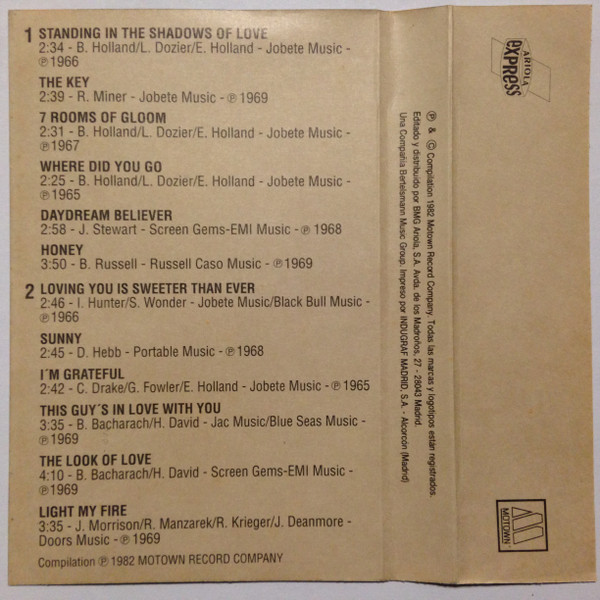 1 STANDING IN THE SHADOWS OF LOVE
2:34 - B. Holland/L. Dozier/E. Holland - Jobete Music -
℗1966
THE KEY
2:39 - R. Miner - Jobete Music - ℗ 1969
7 ROOMS OF GLOOM
2:31 - B. Holland/L. Dozier/E. Holland - Jobete Music -
℗1967
WHERE DID YOU GO
2:25 - B. Holland/L. Dozier/E. Holland - Jobete Music -
℗1965
DAYDREAM BELIEVER
2:58 - J. Stewart - Screen Gems-EMI Music - ℗ 1968
HONEY
3:50 - B. Russell - Russell Caso Music - ℗ 1969
2 LOVING YOU IS SWEETER THAN EVER
2:46 - I. Hunter/S. Wonder - Jobete Music/Black Bull Music -
℗1966
SUNNY
2:45 - D. Hebb - Portable Music - ℗ 1968
I´M GRATEFUL
2:42 - C. Drake/G. Fowler/E. Holland - Jobete Music - ℗ 1965
THIS GUY´S IN LOVE WITH YOU
3:35 - B. Bacharach/H. David - Jac Music/Blue Seas Music -
℗1969
THE LOOK OF LOVE
4:10 - B. Bacharach/H. David - Screen Gems-EMI Music -
℗1969
LIGHT MY FIRE
3:35 - J. Morrison/R. Manzarek/R. Krieger/J. Deanmore -
Doors Music - ℗ 1969
Compilation ℗ 1982 MOTOWN RECORD COMPANY
℗ & © Compilation 1982 Motown Record Company. Todas las marcas y logotipos están registrados.
Editado y distribuido por BMG Ariola, S.A. Avda. de los Madroños, 27 - 28043 Madrid.
Una Compañía Bertelsmann Music Group. Impreso por INDUGRAF MADRID, S.A. - Alcorcón (Madrid)
ARIOLA
EXPRESS
MOTOWN